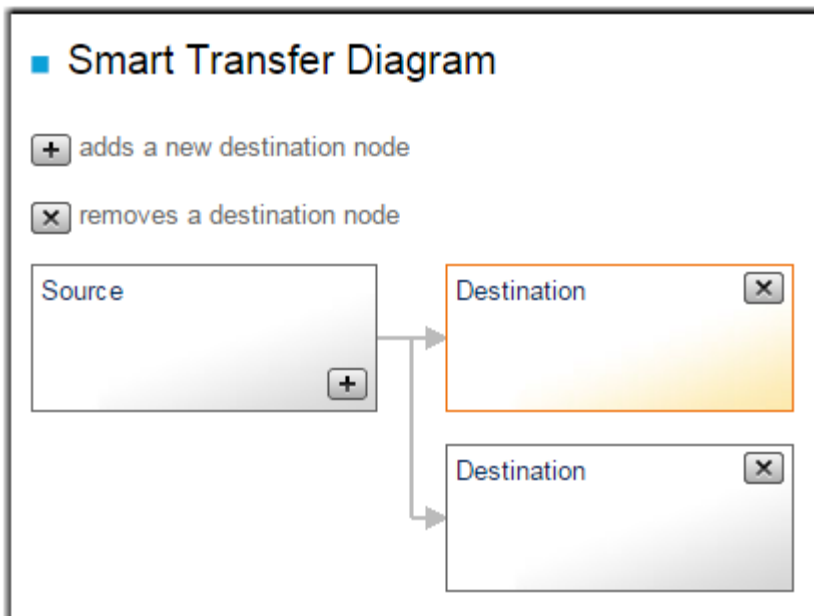 Smart Transfer Diagram
+ adds a new destination node
× removes a destination node
Source
+
Destination
×
Destination
×